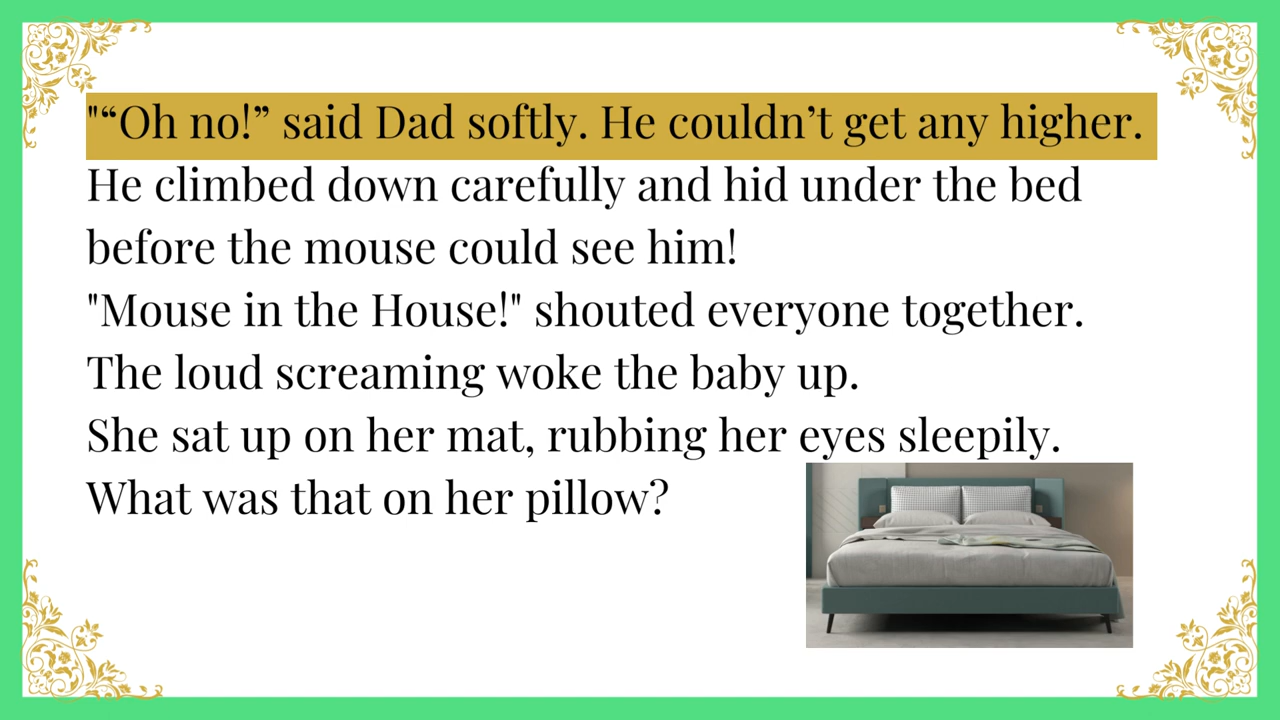 "“Oh no!” said Dad softly. He couldn’t get any higher.
He climbed down carefully and hid under the bed
before the mouse could see him!
"Mouse in the House!" shouted everyone together.
The loud screaming woke the baby up.
She sat up on her mat, rubbing her eyes sleepily.
What was that on her pillow?